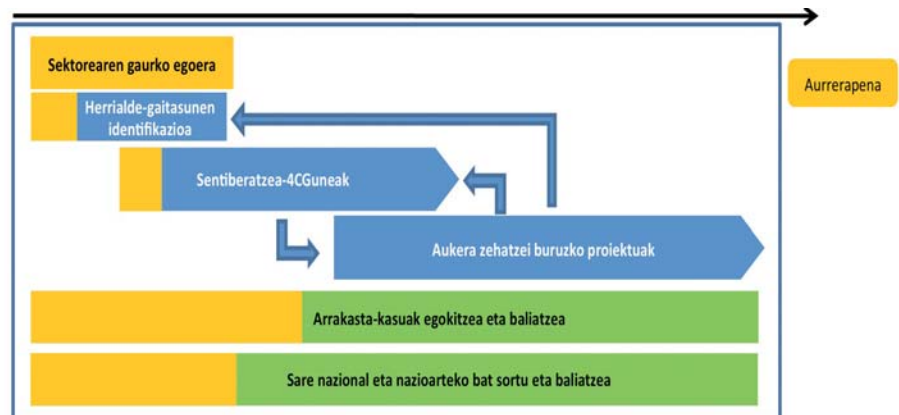 Sektorearen gaurko egoera
Aurrerapena
Herrialde-gaitasunen
identifikazioa
Sentiberatzea-4CGuneak
Aukera zehatzei buruzko proiektuak
Arrakasta-kasuak egokitzea eta baliatzea
Sare nazional eta nazioarteko bat sortu eta baliatzea